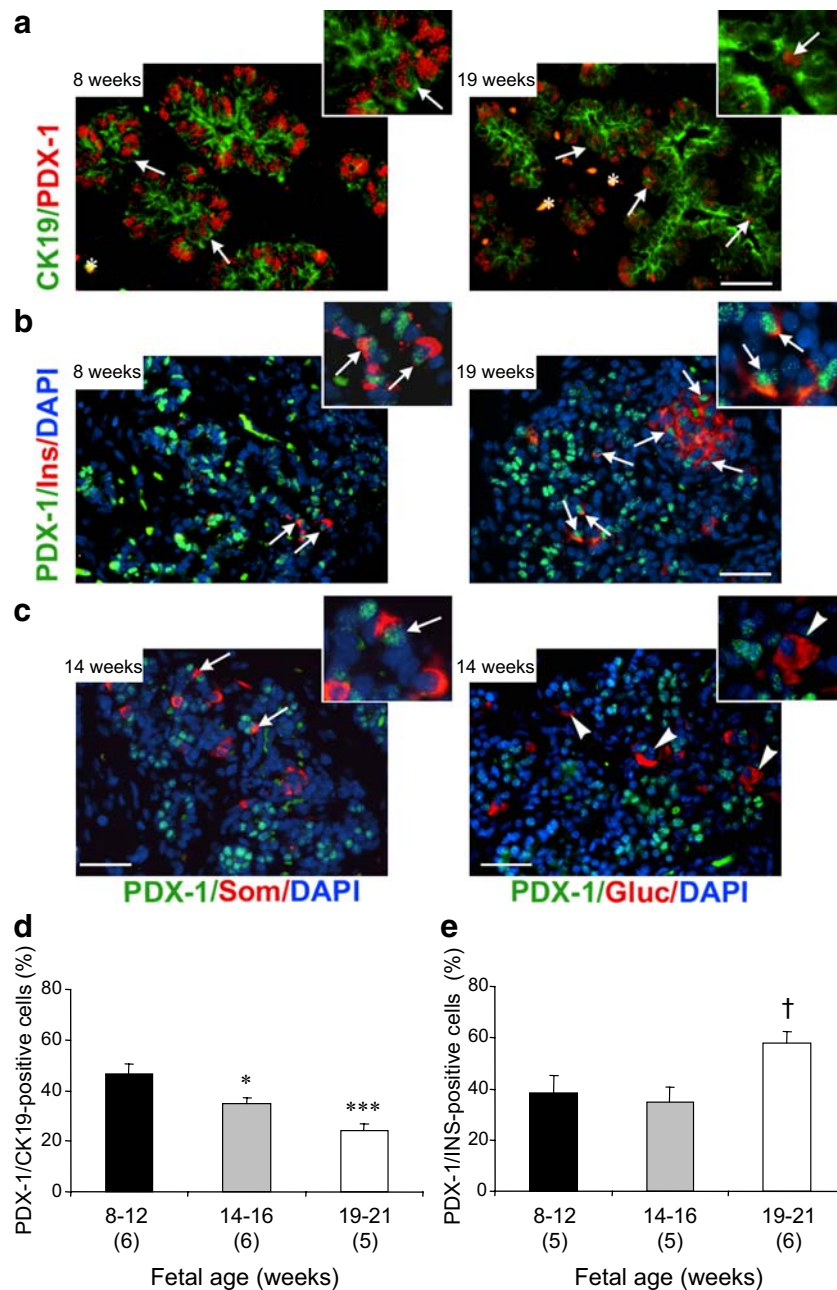 a
CK19/PDX-1
8 weeks
19 weeks
*
*
*
b
PDX-1/Ins/DAPI
8 weeks
19 weeks
c
14 weeks
14 weeks
PDX-1/Som/DAPI
PDX-1/Gluc/DAPI
d
PDX-1/CK19-positive cells (%)
80
60
40
20
0
*
***
8-12
14-16
19-21
(6)
(6)
(5)
Fetal age (weeks)
e
PDX-1/INS-positive cells (%)
80
60
40
20
0
†
8-12
14-16
19-21
(5)
(5)
(6)
Fetal age (weeks)